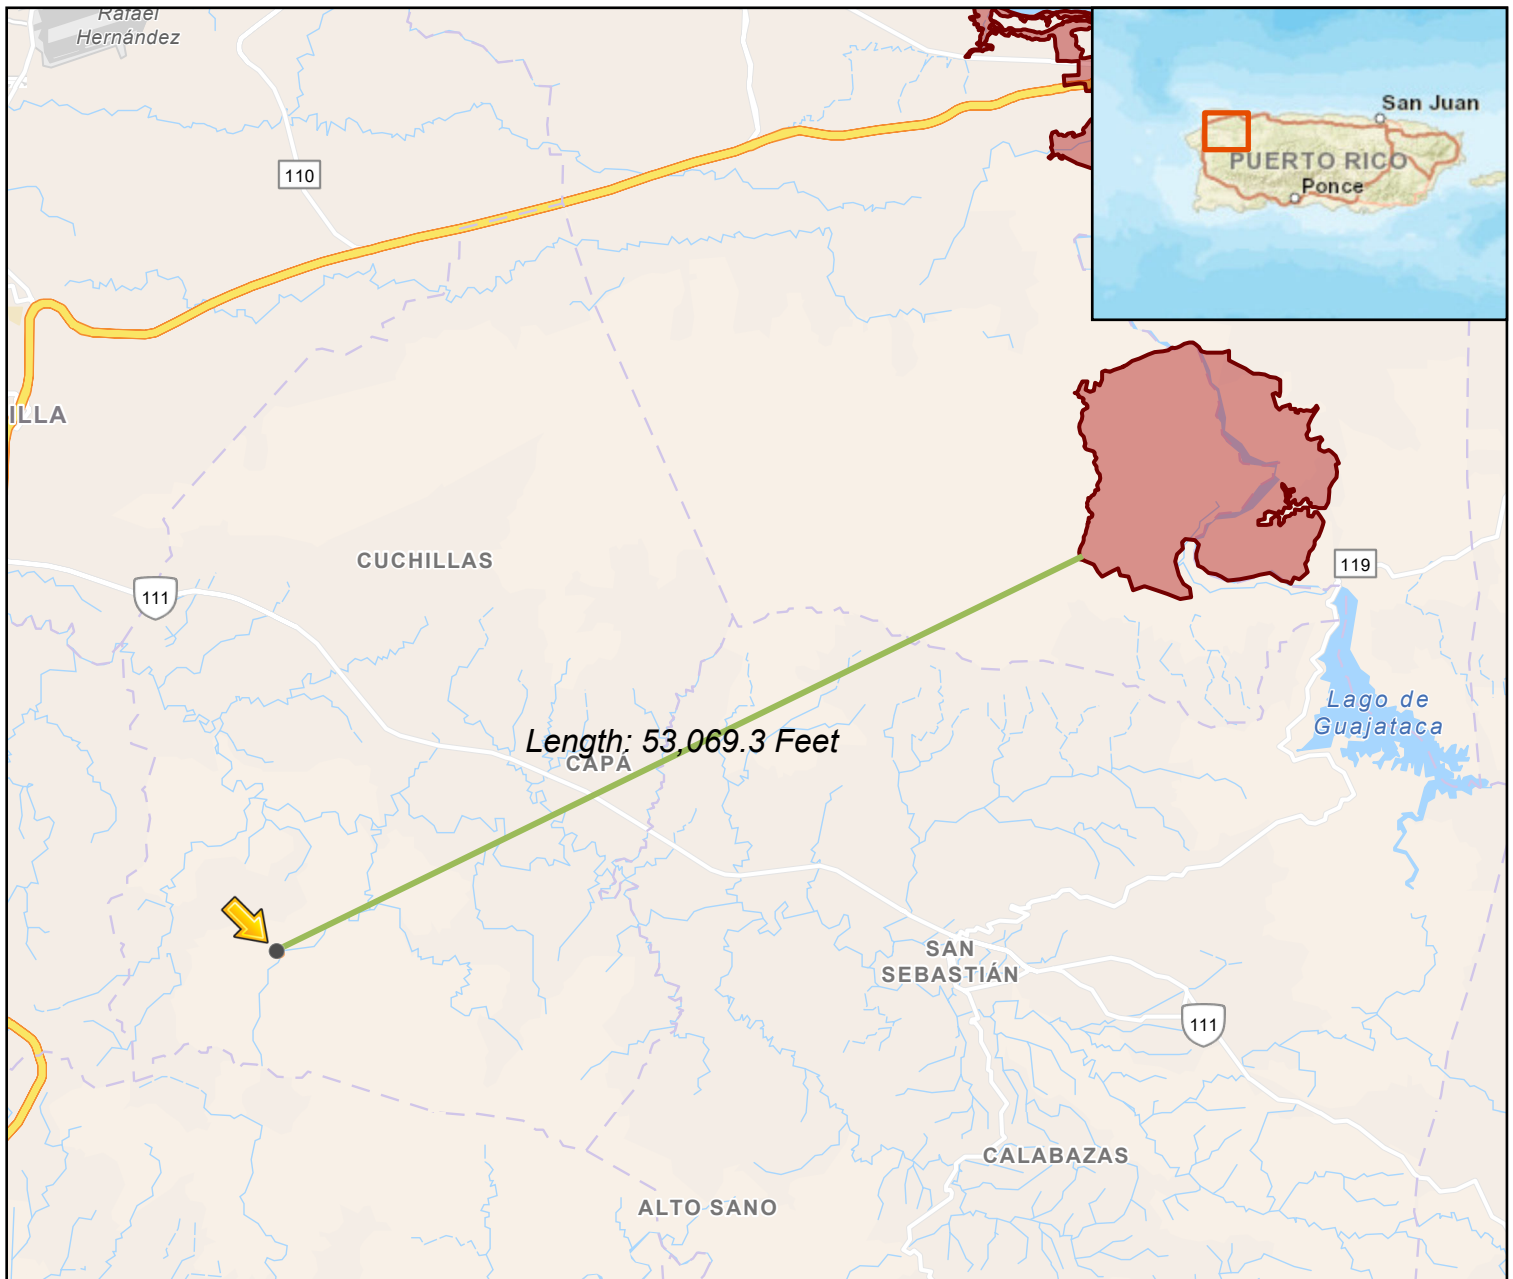 Rafael
Hernández
San Juan
PUERTO RICO
Ponce
110
ILLA
CUCHILLAS
119
111
Lago de
Guajataca
Length: 53,069.3 Feet
CAPÁ
SAN
SEBASTIÁN
111
CALABAZAS
ALTO SANO